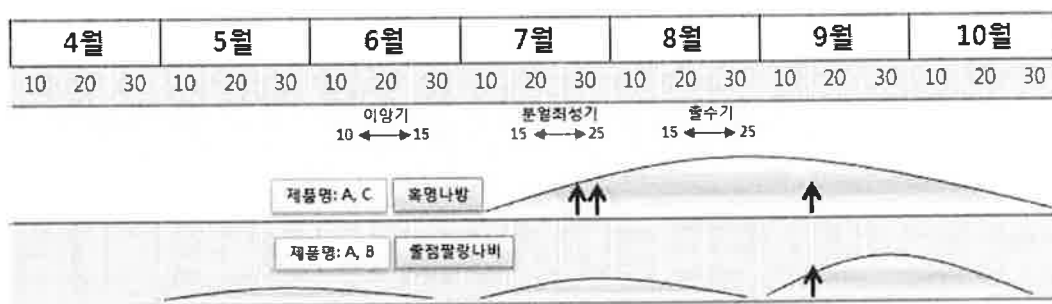 4월 5월 6월 7월 8월 9월 10월
10 20 30 10 20 30 10 20 30 10 20 30 10 20 30 10 20 30 10 20 30
이앙기 분얼최성기 출수기
10 15 15 25 15 25
제품명: A, C 혹명나방
제품명: A, B 줄점팔랑나비